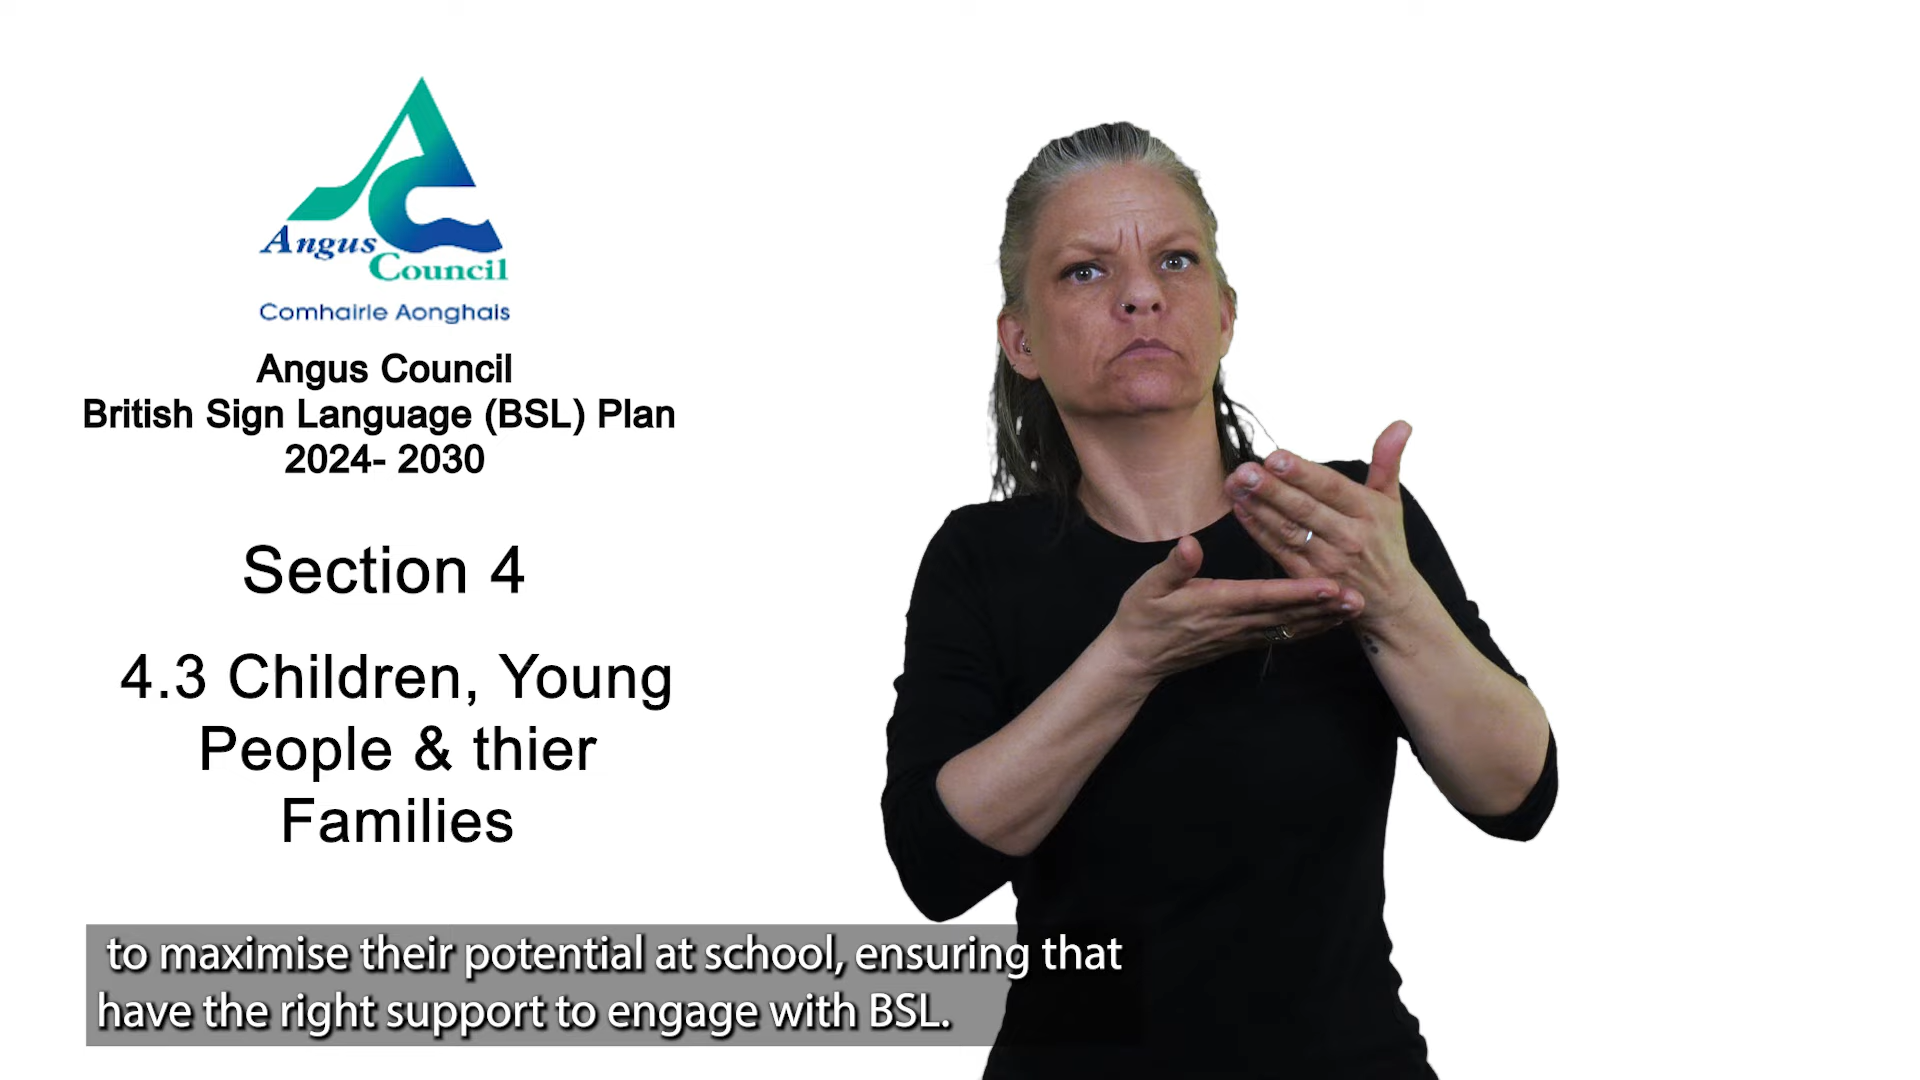 Angus
Council
Comhairle Aonghais
Angus Council
British Sign Language (BSL) Plan
2024- 2030
Section 4
4.3 Children, Young
People & thier
Families
to maximise their potential at school, ensuring that
have the right support to engage with BSL.